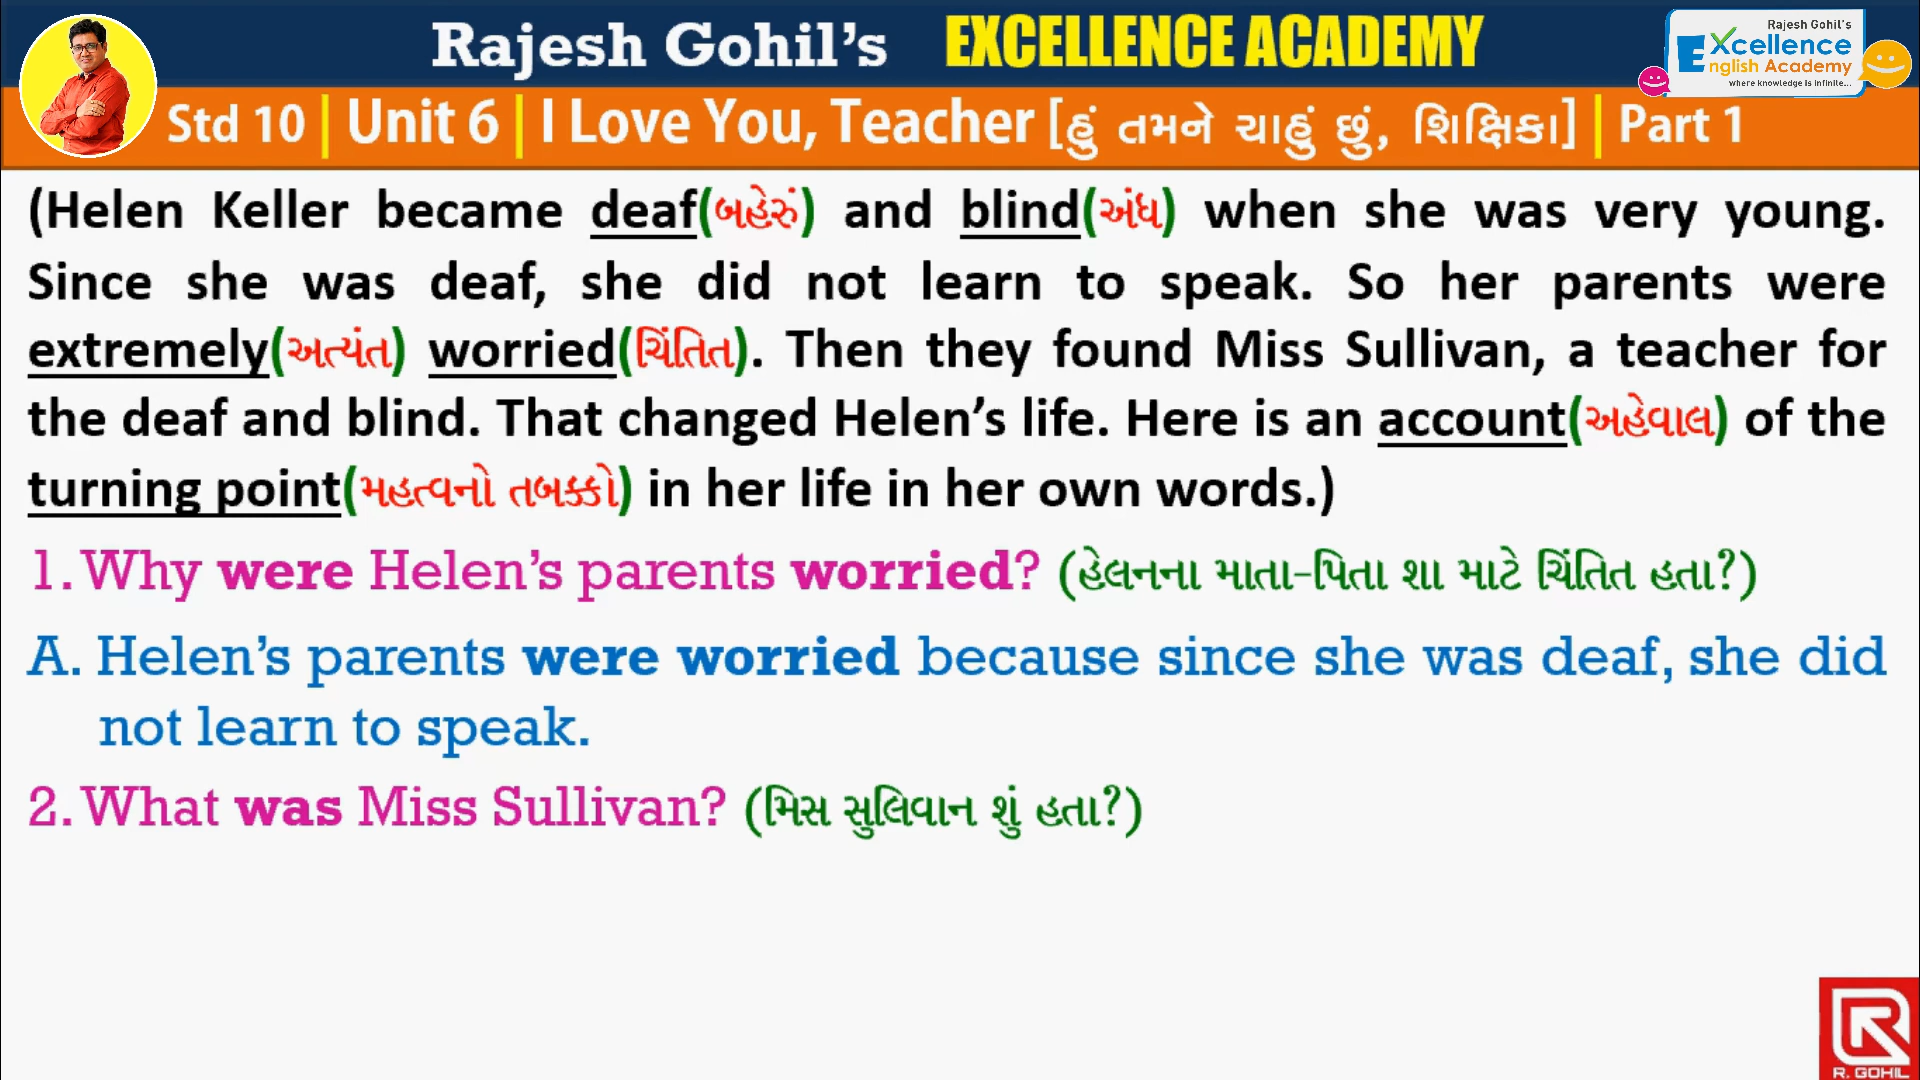 Rajesh Gohil’s EXCELLENCE ACADEMY
Rajesh Gohil's
Excellence
English Academy
where knowledge is infinite...
Std 10 | Unit 6 | I Love You, Teacher [હું તમને ચાહું છું, શિક્ષિકા] | Part 1
(Helen Keller became deaf(બહેરું) and blind(અંધ) when she was very young.
Since she was deaf, she did not learn to speak. So her parents were
extremely(અત્યંત) worried(ચિંતિત). Then they found Miss Sullivan, a teacher for
the deaf and blind. That changed Helen’s life. Here is an account(અહેવાલ) of the
turning point(મહત્વનો તબક્કો) in her life in her own words.)
1. Why were Helen’s parents worried? (હેલનના માતા-પિતા શા માટે ચિંતિત હતા?)
A. Helen’s parents were worried because since she was deaf, she did
not learn to speak.
2. What was Miss Sullivan? (મિસ સુલિવાન શું હતા?)
R. GOHIL